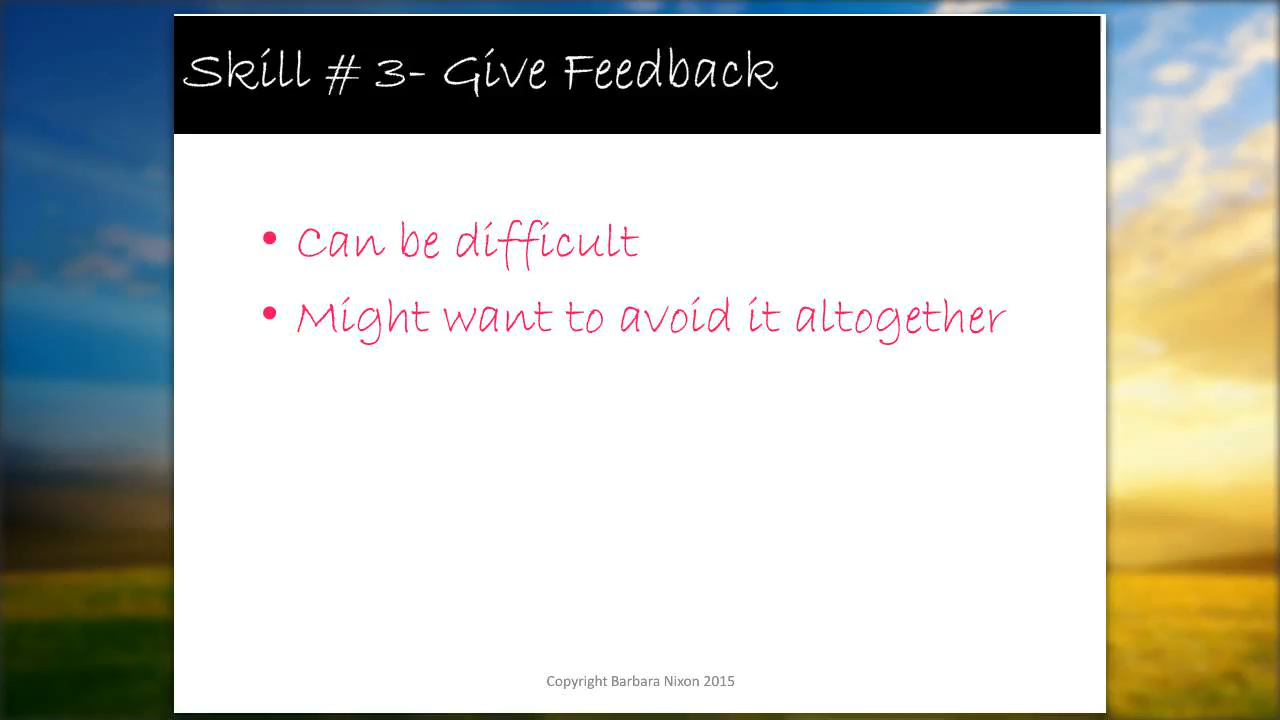 Skill # 3- Give Feedback
• Can be difficult
• Might want to avoid it altogether
Copyright Barbara Nixon 2015